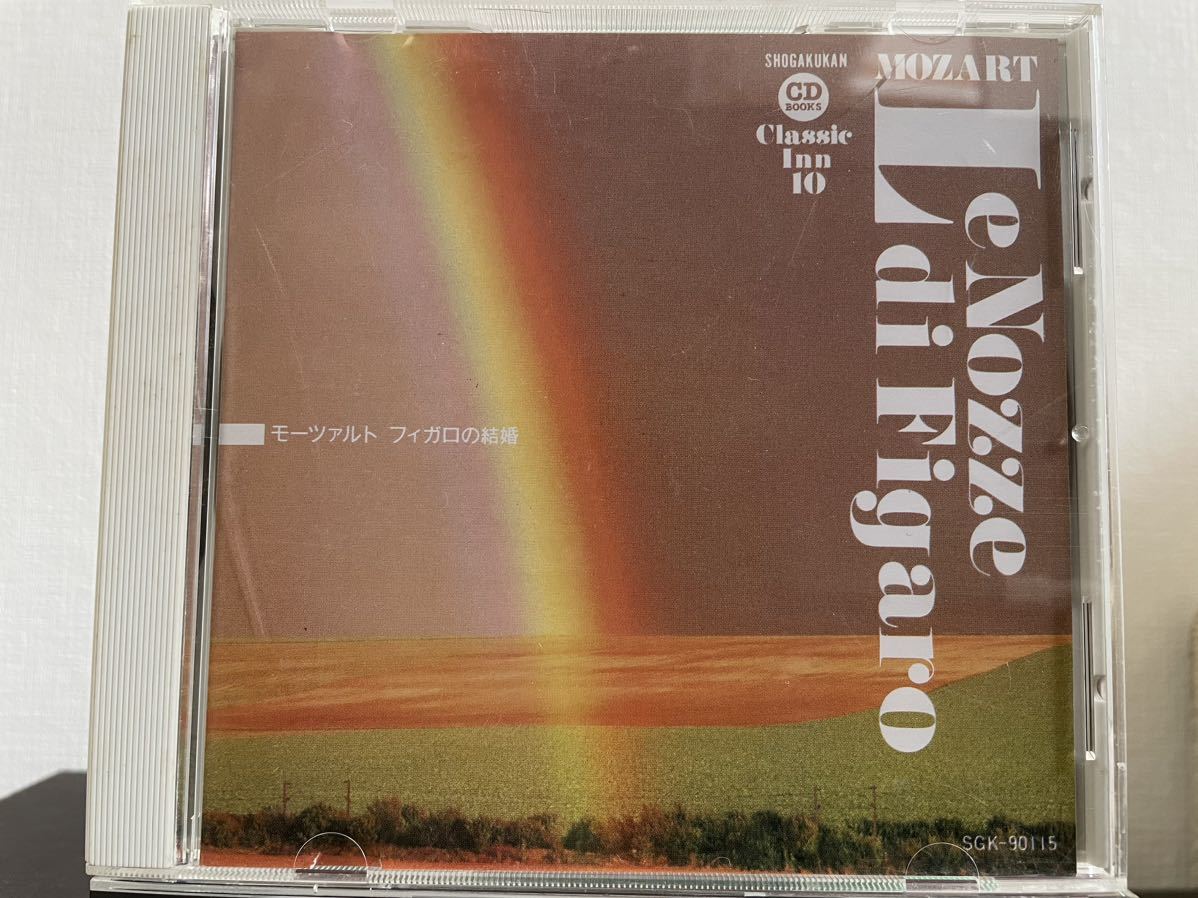 SHOGAKUKAN
CD
BOOKS
Classic
Inn
10
MOZART
Le Nozze
di Figaro
モーツァルト フィガロの結婚
SGK-90115